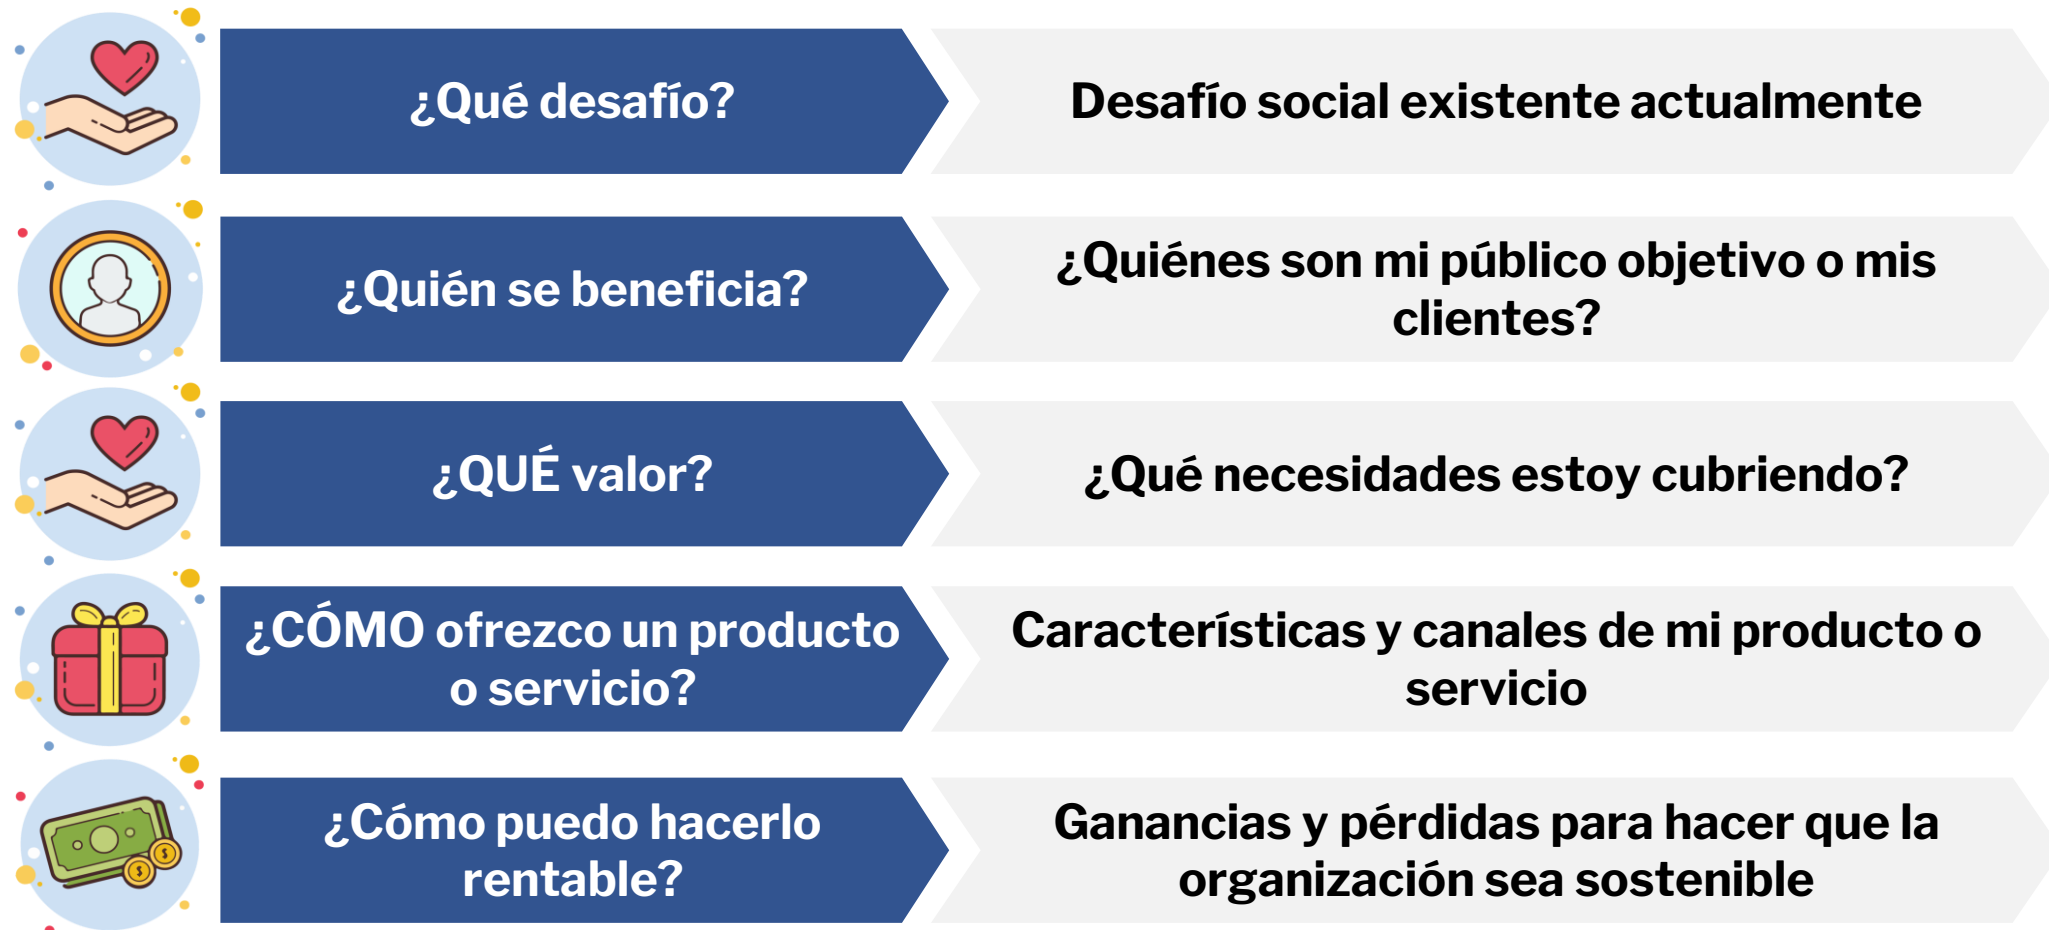 ¿Qué desafío?
Desafío social existente actualmente
¿Quién se beneficia?
¿Quiénes son mi público objetivo o mis
clientes?
¿QUÉ valor?
¿Qué necesidades estoy cubriendo?
¿CÓMO ofrezco un producto
o servicio?
Características y canales de mi producto o
servicio
¿Cómo puedo hacerlo
rentable?
Ganancias y pérdidas para hacer que la
organización sea sostenible